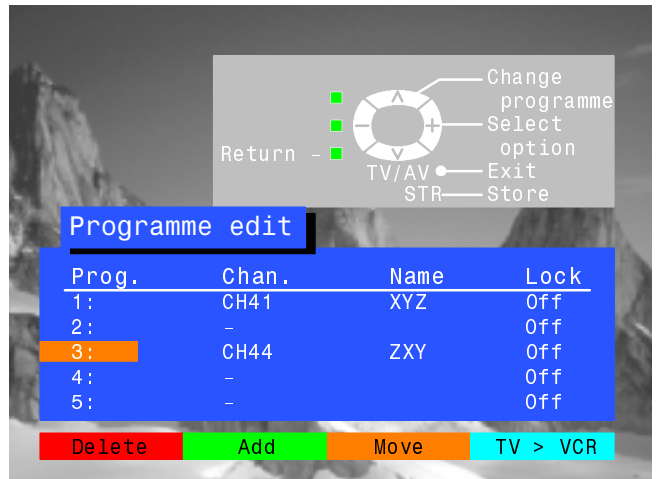 Change
programme
Select
option
Return -
TV/AV Exit
STR Store
Programme edit
Prog. Chan. Name Lock
1: CH41 XYZ Off
2: - Off
3: CH44 ZXY Off
4: - Off
5: - Off
Delete Add Move TV > VCR